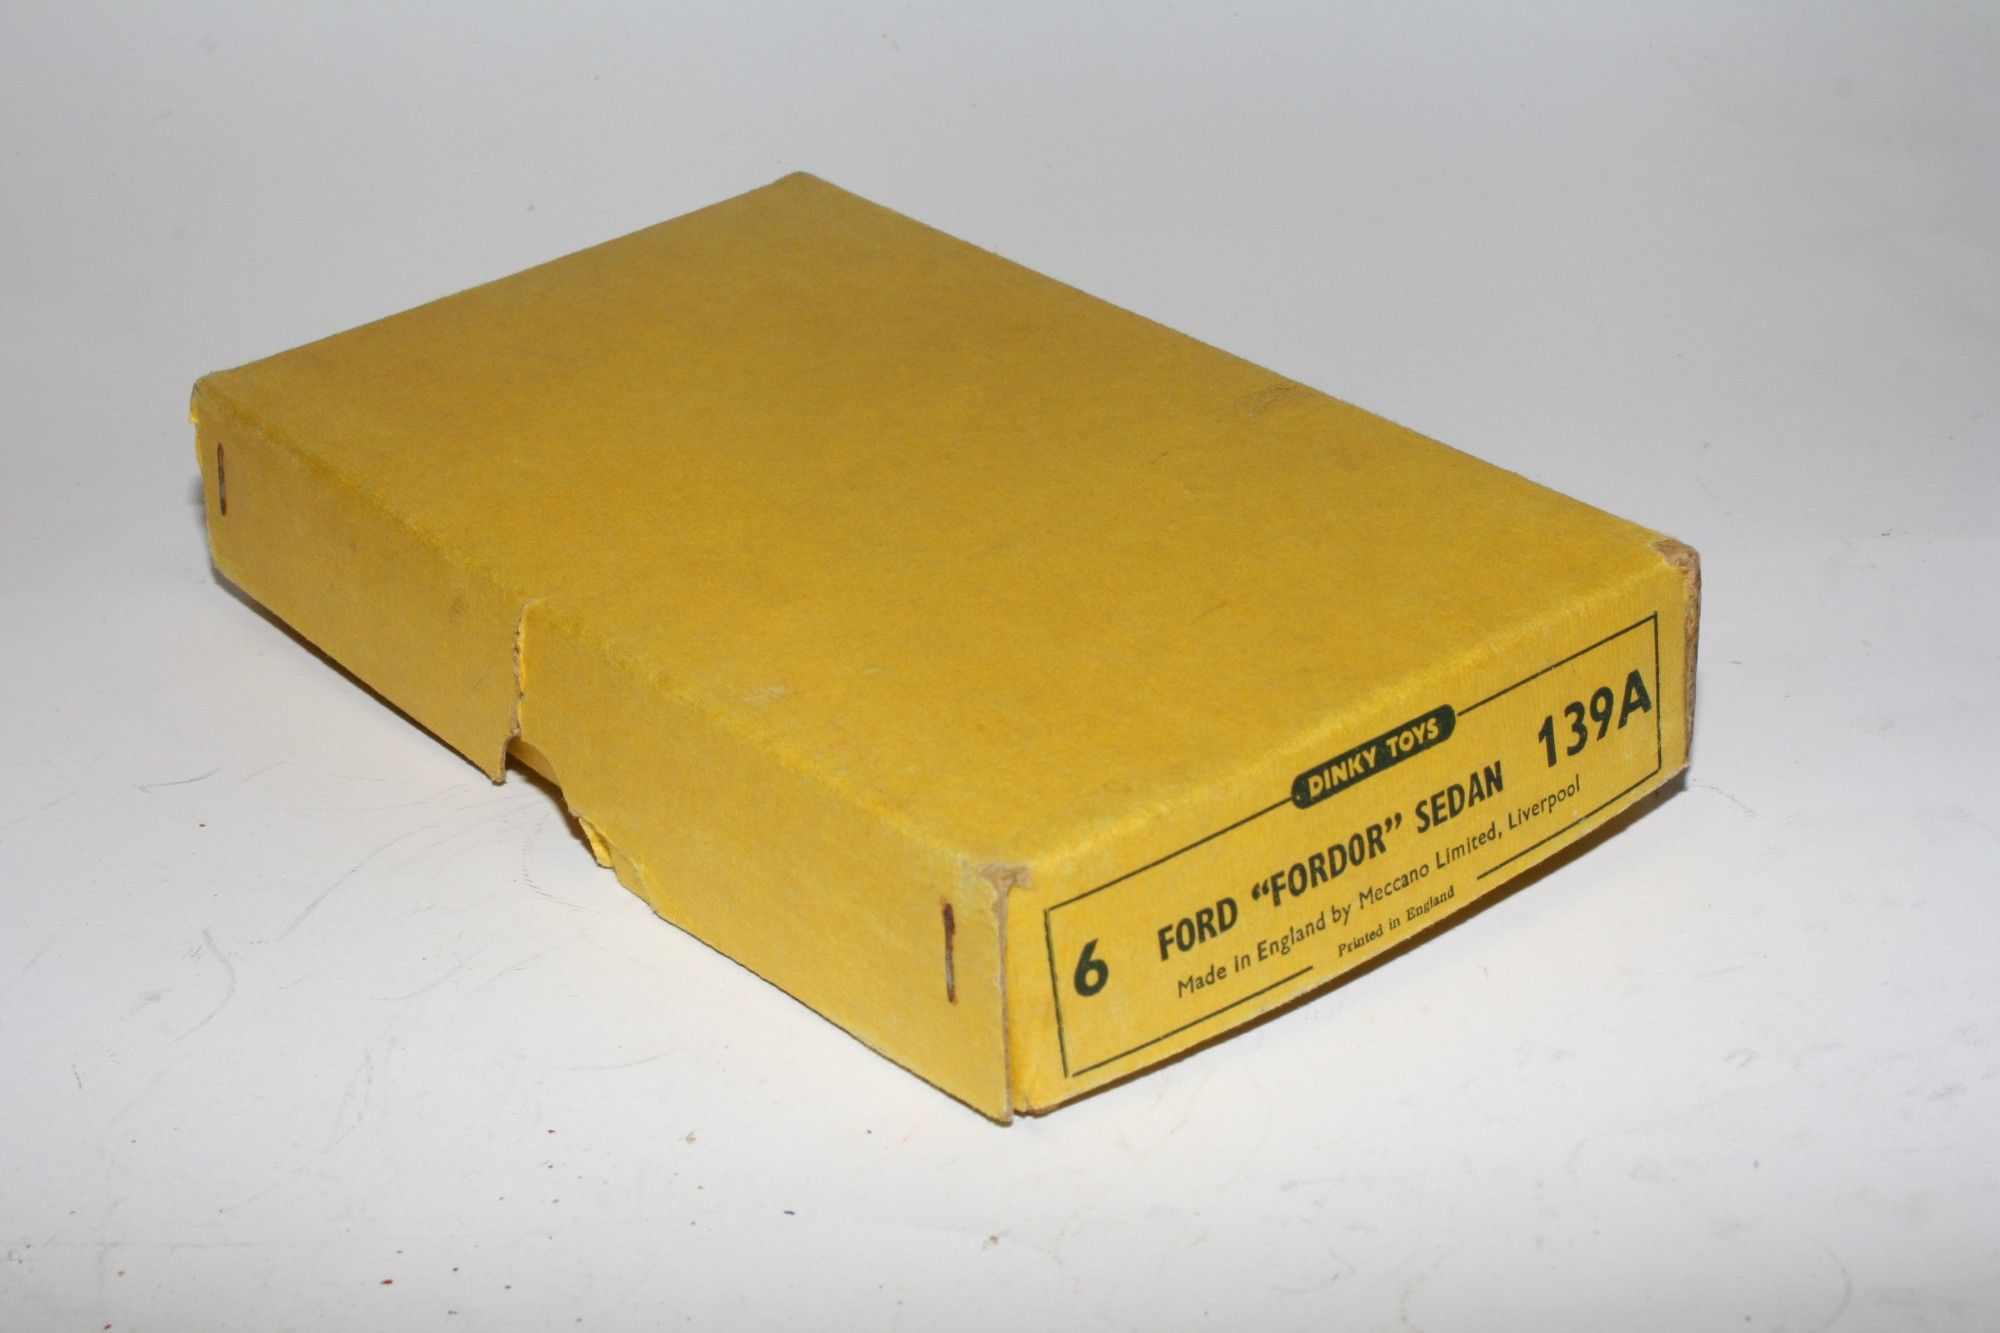 DINKY TOYS
6 FORD "FORDOR" SEDAN 139A
Made in England by Meccano Limited, Liverpool
Printed in England